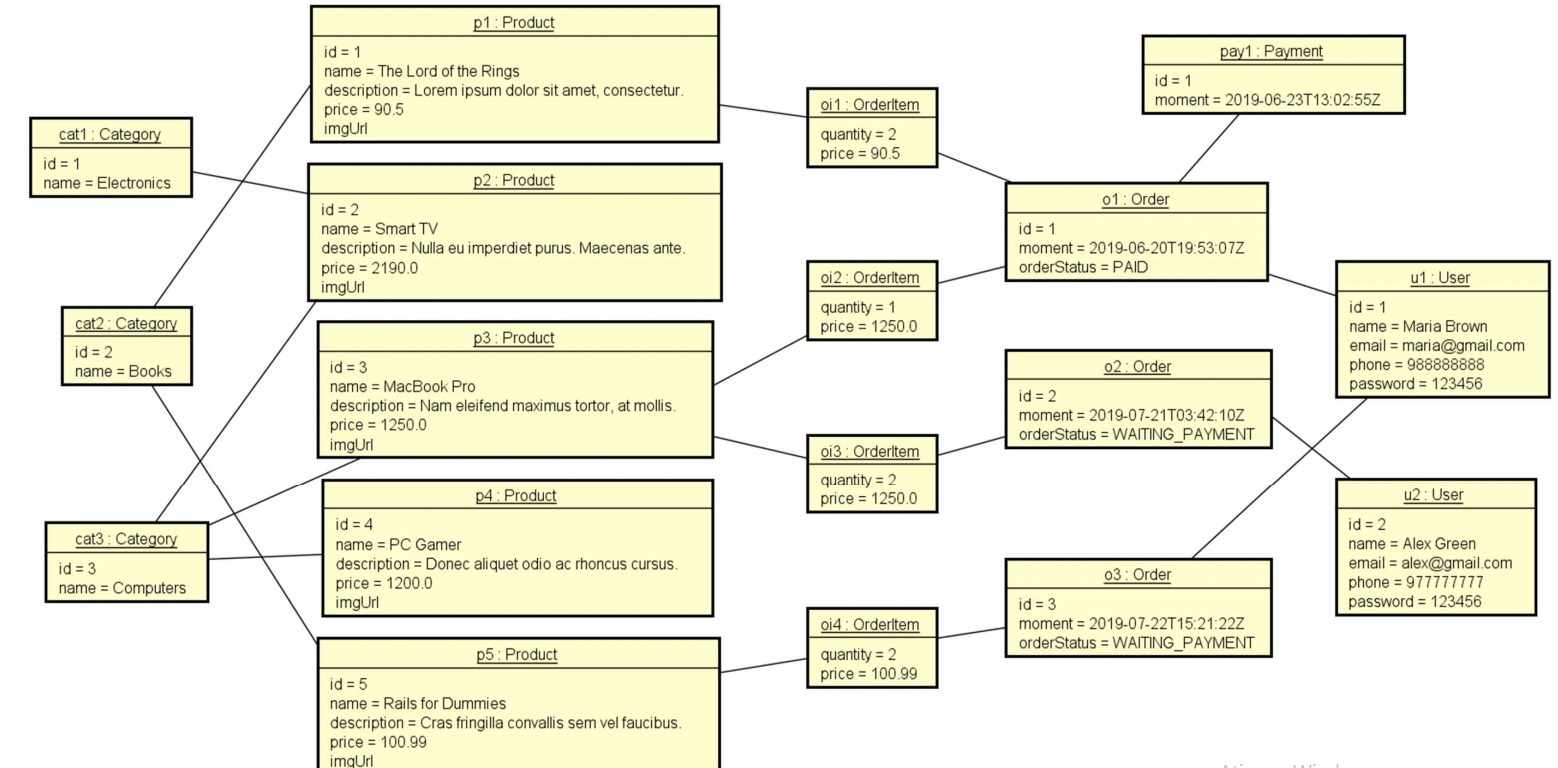 p1 : Product
id = 1
name = The Lord of the Rings
description = Lorem ipsum dolor sit amet, consectetur.
price = 90.5
imgUrl
cat1 : Category
id = 1
name = Electronics
p2 : Product
id = 2
name = Smart TV
description = Nulla eu imperdiet purus. Maecenas ante.
price = 2190.0
imgUrl
cat2 : Category
id = 2
name = Books
p3 : Product
id = 3
name = MacBook Pro
description = Nam eleifend maximus tortor, at mollis.
price = 1250.0
imgUrl
cat3 : Category
id = 3
name = Computers
p4 : Product
id = 4
name = PC Gamer
description = Donec aliquet odio ac rhoncus cursus.
price = 1200.0
imgUrl
p5 : Product
id = 5
name = Rails for Dummies
description = Cras fringilla convallis sem vel faucibus.
price = 100.99
imgUrl
oi1 : OrderItem
quantity = 2
price = 90.5
oi2 : OrderItem
quantity = 1
price = 1250.0
oi3 : OrderItem
quantity = 2
price = 1250.0
oi4 : OrderItem
quantity = 2
price = 100.99
pay1 : Payment
id = 1
moment = 2019-06-23T13:02:55Z
o1 : Order
id = 1
moment = 2019-06-20T19:53:07Z
orderStatus = PAID
o2 : Order
id = 2
moment = 2019-07-21T03:42:10Z
orderStatus = WAITING_PAYMENT
o3 : Order
id = 3
moment = 2019-07-22T15:21:22Z
orderStatus = WAITING_PAYMENT
u1 : User
id = 1
name = Maria Brown
email = maria@gmail.com
phone = 988888888
password = 123456
u2 : User
id = 2
name = Alex Green
email = alex@gmail.com
phone = 977777777
password = 123456